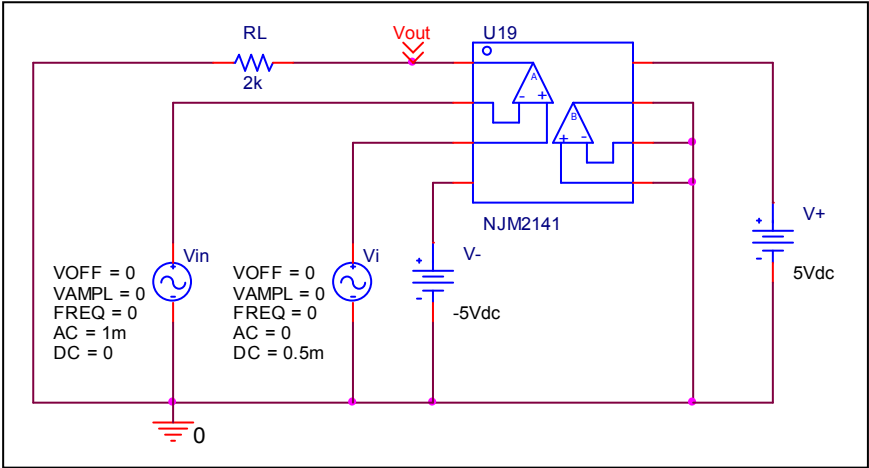 RL
2k
Vout
U19
A
B
- +
+ -
NJM2141
Vin
VOFF = 0
VAMPL = 0
FREQ = 0
AC = 1m
DC = 0
Vi
VOFF = 0
VAMPL = 0
FREQ = 0
AC = 0
DC = 0.5m
V-
-5Vdc
V+
5Vdc
0